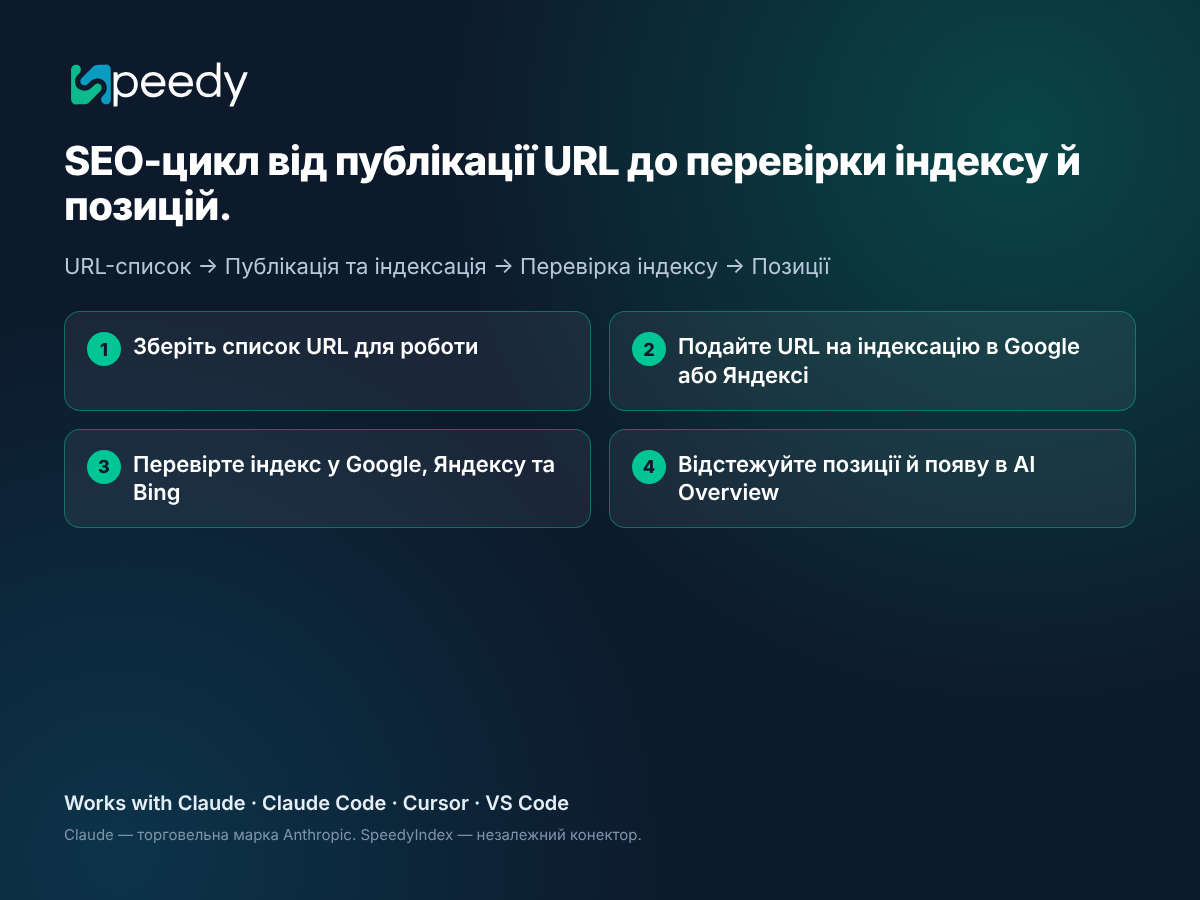 Speedy
SEO-цикл від публікації URL до перевірки індексу й
позицій.
URL-список → Публікація та індексація → Перевірка індексу → Позиції
1 Зберіть список URL для роботи
2 Подайте URL на індексацію в Google
або Яндексі
3 Перевірте індекс у Google, Яндексу та
Bing
4 Відстежуйте позиції й появу в AI
Overview
Works with Claude · Claude Code · Cursor · VS Code
Claude — торговельна марка Anthropic. SpeedyIndex — незалежний конектор.